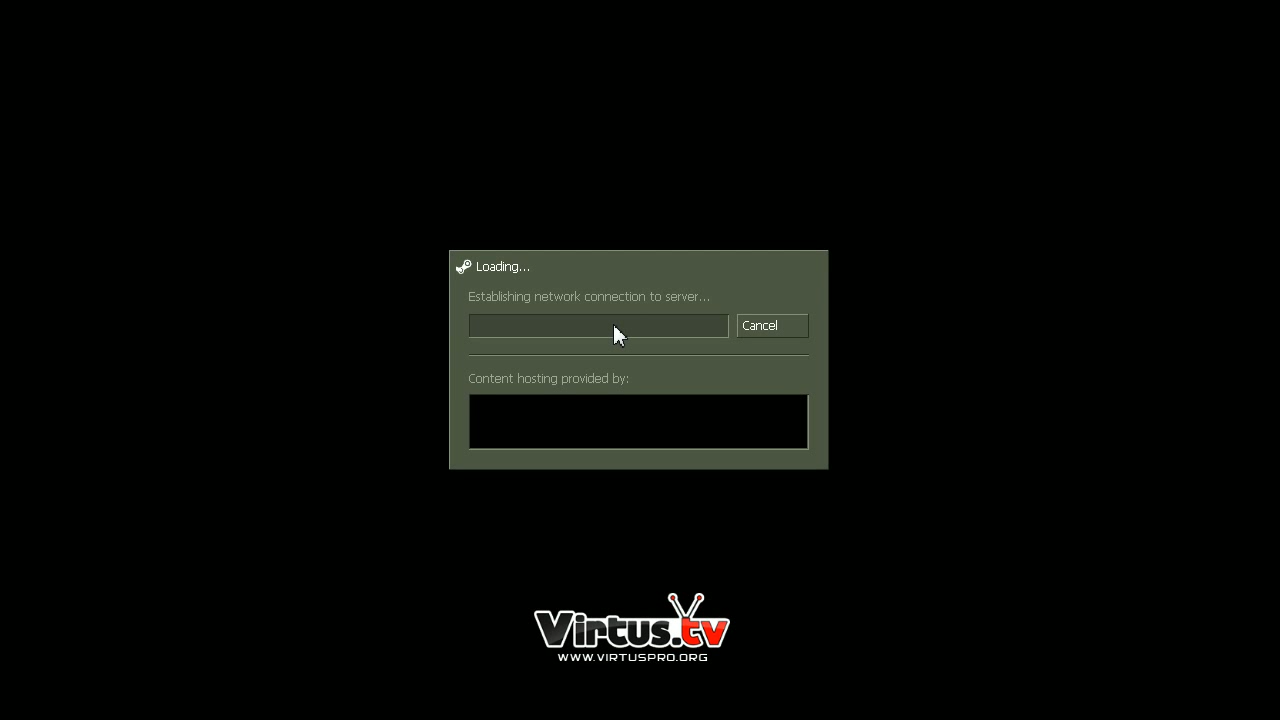 Loading...
Establishing network connection to server...
Cancel
Content hosting provided by:
Virtus.tv
WWW.VIRTUSPRO.ORG